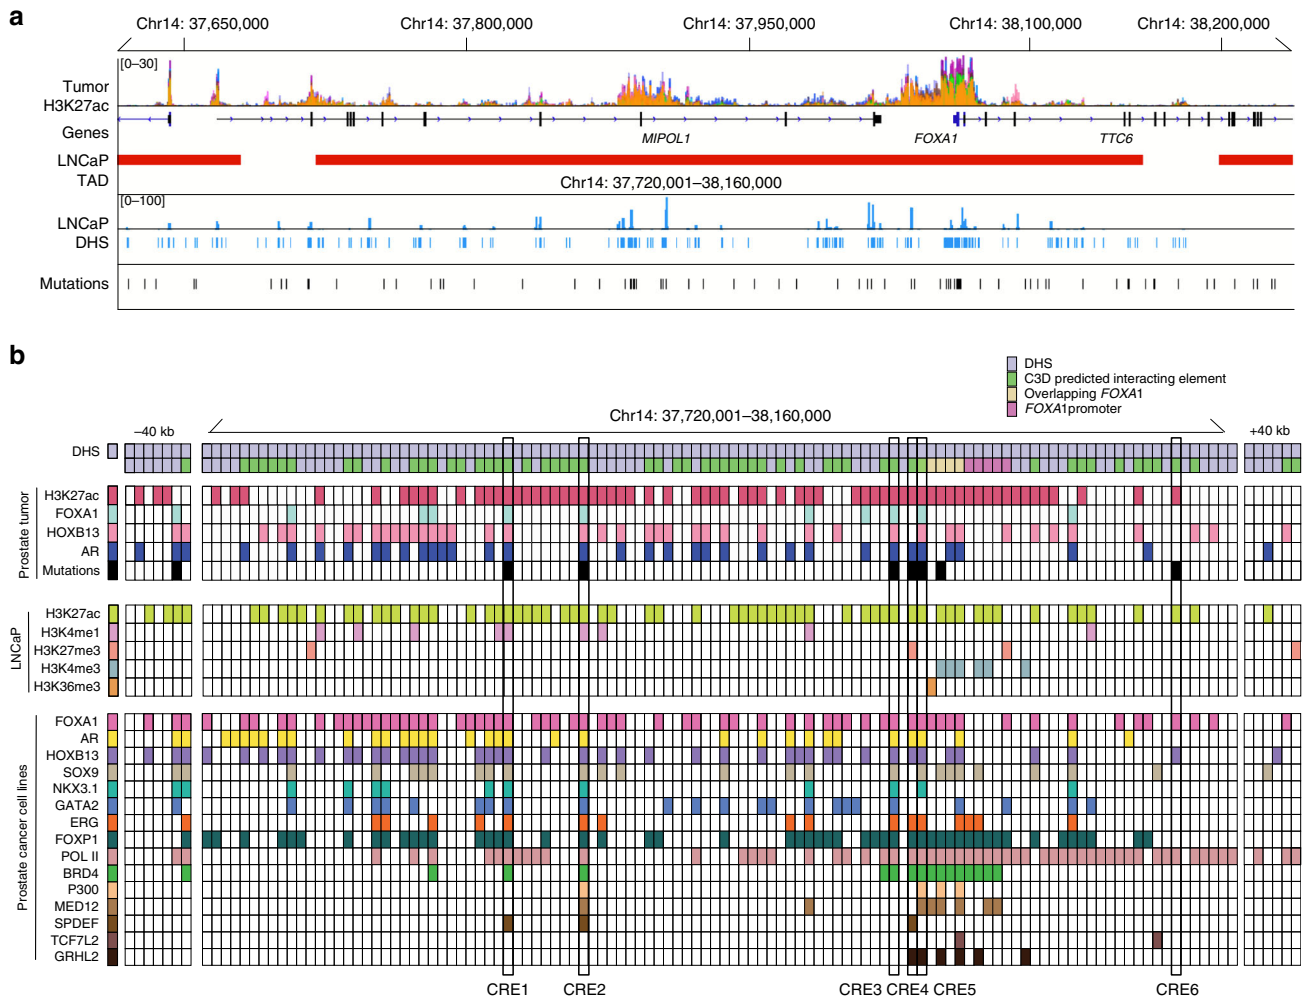 a
Chr14: 37,650,000 Chr14: 37,800,000 Chr14: 37,950,000 Chr14: 38,100,000 Chr14: 38,200,000
[0–30]
Tumor
H3K27ac
Genes
MIPOL1 FOXA1 TTC6
LNCaP
TAD
Chr14: 37,720,001–38,160,000
[0–100]
LNCaP
DHS
Mutations
b
DHS
C3D predicted interacting element
Overlapping FOXA1
FOXA1promoter
Chr14: 37,720,001–38,160,000
–40 kb
+40 kb
DHS
Prostate tumor
H3K27ac
FOXA1
HOXB13
AR
Mutations
LNCaP
H3K27ac
H3K4me1
H3K27me3
H3K4me3
H3K36me3
Prostate cancer cell lines
FOXA1
AR
HOXB13
SOX9
NKX3.1
GATA2
ERG
FOXP1
POL II
BRD4
P300
MED12
SPDEF
TCF7L2
GRHL2
CRE1 CRE2 CRE3 CRE4 CRE5 CRE6